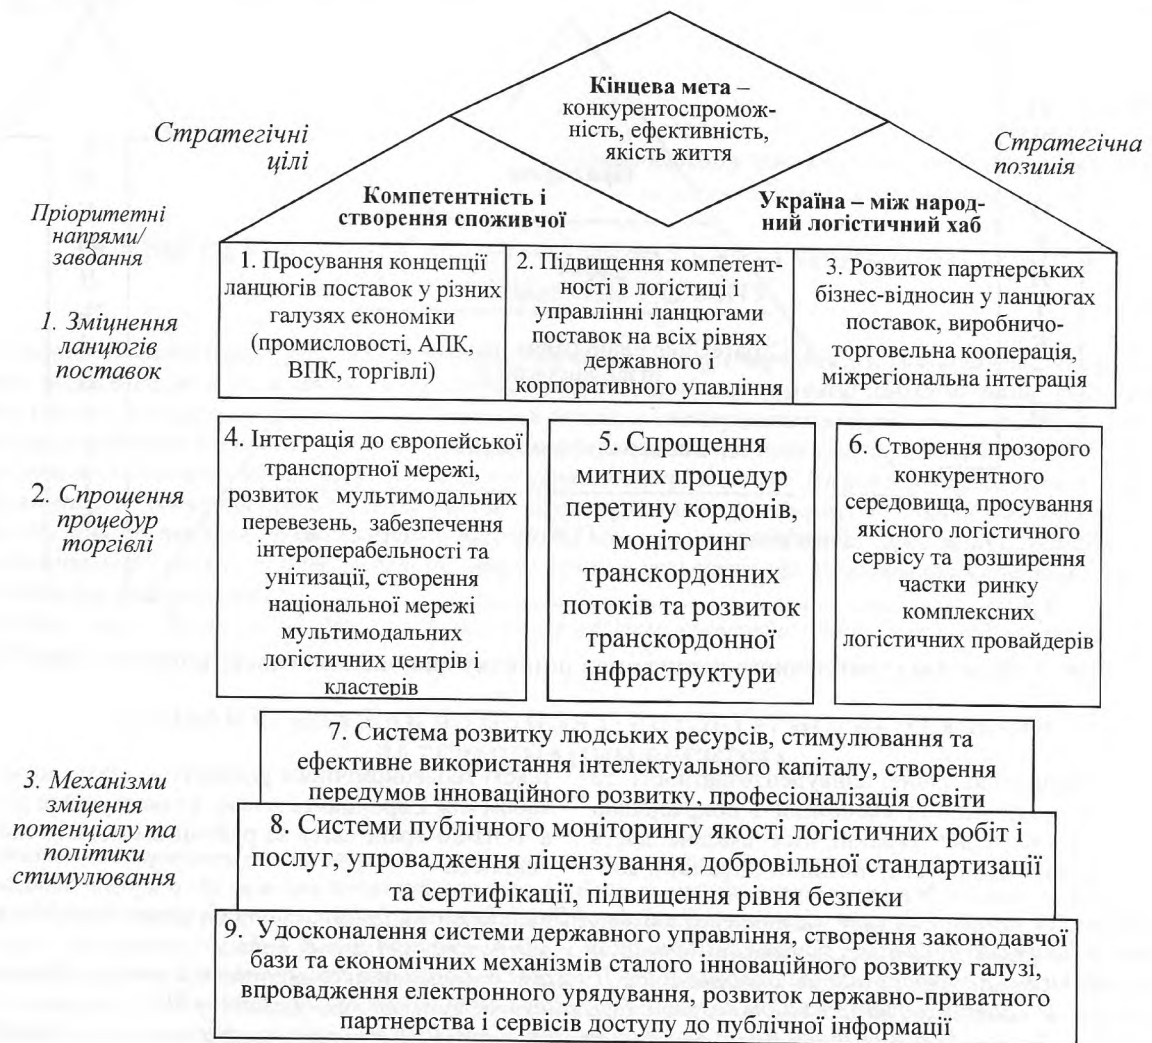 Кінцева мета –
конкурентоспромож-
ність, ефективність,
якість життя
Стратегічні
цілі
Стратегічна
позиція
Компетентність і
створення споживчої
Україна – між народ-
ний логістичний хаб
Пріоритетні
напрями/
завдання
1. Зміцнення
ланцюгів
поставок
1. Просування концепції
ланцюгів поставок у різних
галузях економіки
(промисловості, АПК,
ВПК, торгівлі)
2. Підвищення компетент-
ності в логістиці і
управлінні ланцюгами
поставок на всіх рівнях
державного і
корпоративного упавління
3. Розвиток партнерських
бізнес-відносин у ланцюгах
поставок, виробничо-
торговельна кооперація,
міжрегіональна інтеграція
2. Спрощення
процедур
торгівлі
4. Інтеграція до європейської
транспортної мережі,
розвиток мультимодальних
перевезень, забезпечення
інтероперабельності та
унітизації, створення
національної мережі
мультимодальних
логістичних центрів і
кластерів
5. Спрощення
митних процедур
перетину кордонів,
моніторинг
транскордонних
потоків та розвиток
транскордонної
інфраструктури
6. Створення прозорого
конкурентного
середовища, просування
якісного логістичного
сервісу та розширення
частки ринку
комплексних
логістичних провайдерів
3. Механізми
зміцення
потенціалу та
політики
стимулювання
7. Система розвитку людських ресурсів, стимулювання та
ефективне використання інтелектуального капіталу, створення
передумов інноваційного розвитку, професіоналізація освіти
8. Системи публічного моніторингу якості логістичних робіт і
послуг, упровадження ліцензування, добровільної стандартизації
та сертифікації, підвищення рівня безпеки
9. Удосконалення системи державного управління, створення законодавчої
бази та економічних механізмів сталого інноваційного розвитку галузі,
впровадження електронного урядування, розвиток державно-приватного
партнерства і сервісів доступу до публічної інформації